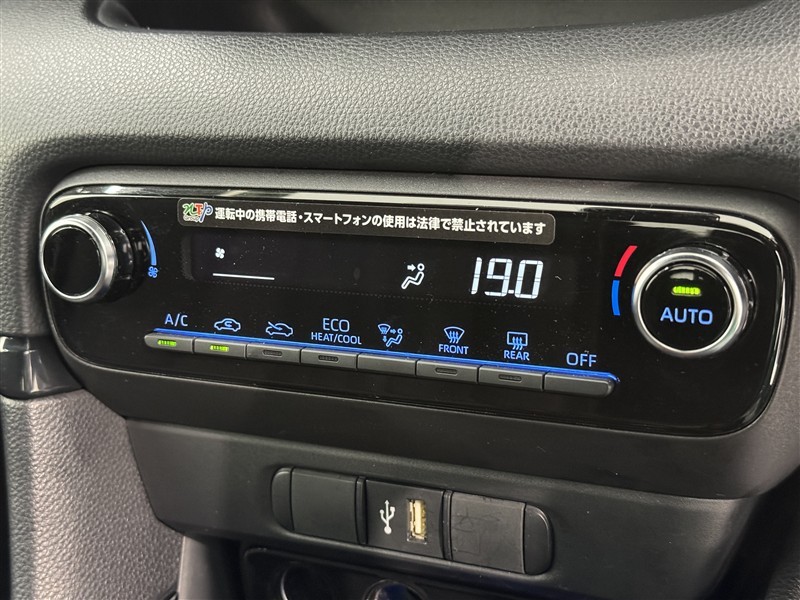 運転中の携帯電話・スマートフォンの使用は法律で禁止されています
19.0
AUTO
A/C
ECO
HEAT/COOL
FRONT
REAR
OFF